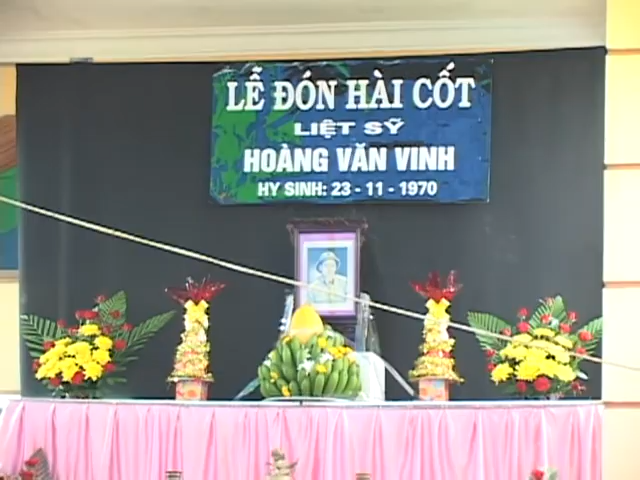 LỄ ĐÓN HÀI CỐT
LIỆT SỸ
HOÀNG VĂN VINH
HY SINH: 23 - 11 - 1970